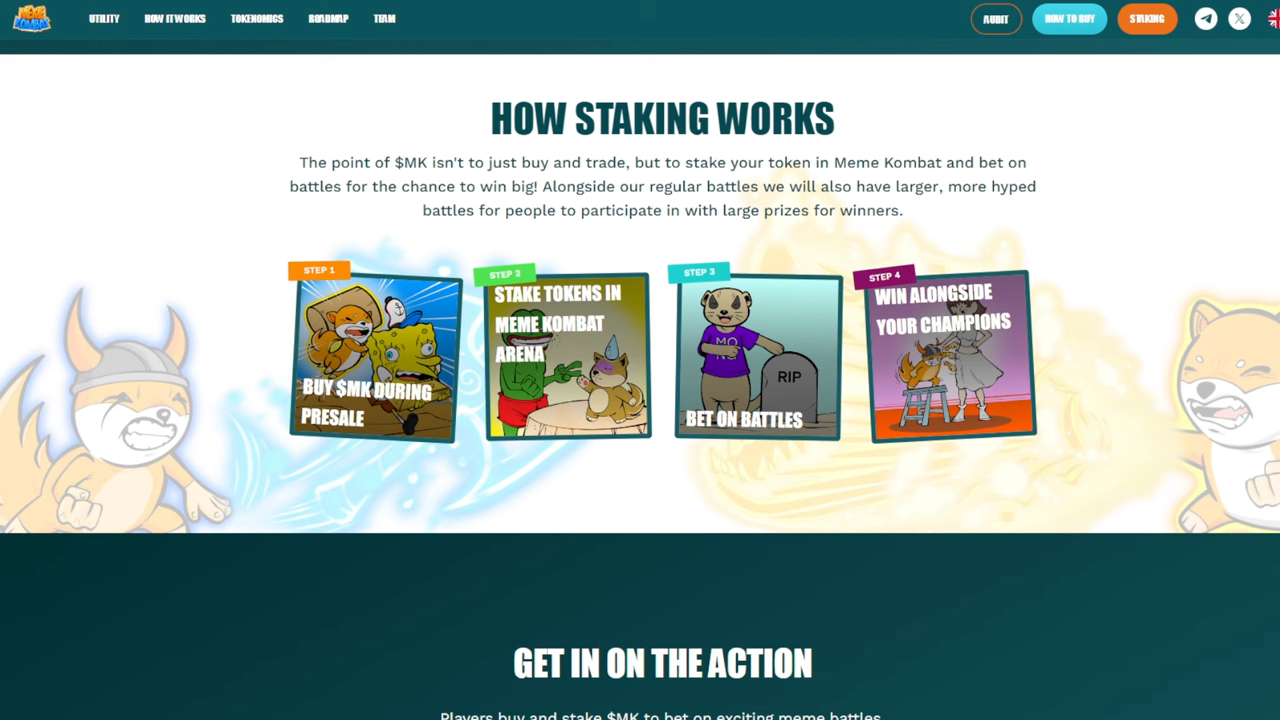 MEME
KOMBAT
UTILITY
HOW IT WORKS
TOKENOMICS
ROADMAP
TEAM
AUDIT
HOW TO BUY
STAKING
HOW STAKING WORKS
The point of $MK isn't to just buy and trade, but to stake your token in Meme Kombat and bet on
battles for the chance to win big! Alongside our regular battles we will also have larger, more hyped
battles for people to participate in with large prizes for winners.
STEP 1
BUY $MK DURING
PRESALE
STEP 2
STAKE TOKENS IN
MEME KOMBAT
ARENA
STEP 3
MO
NG
RIP
BET ON BATTLES
STEP 4
WIN ALONGSIDE
YOUR CHAMPIONS
GET IN ON THE ACTION
Players buy and stake $MK to bet on exciting meme battles